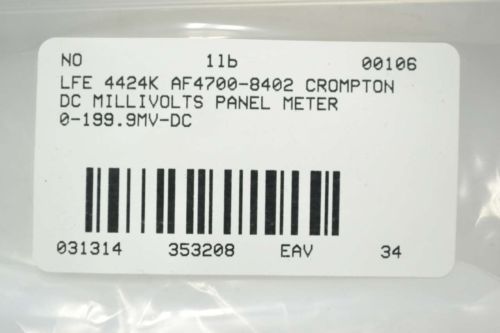 NO 1lb 00106
LFE 4424K AF4700-8402 CROMPTON
DC MILLIVOLTS PANEL METER
0-199.9MV-DC
031314 353208 EAV 34